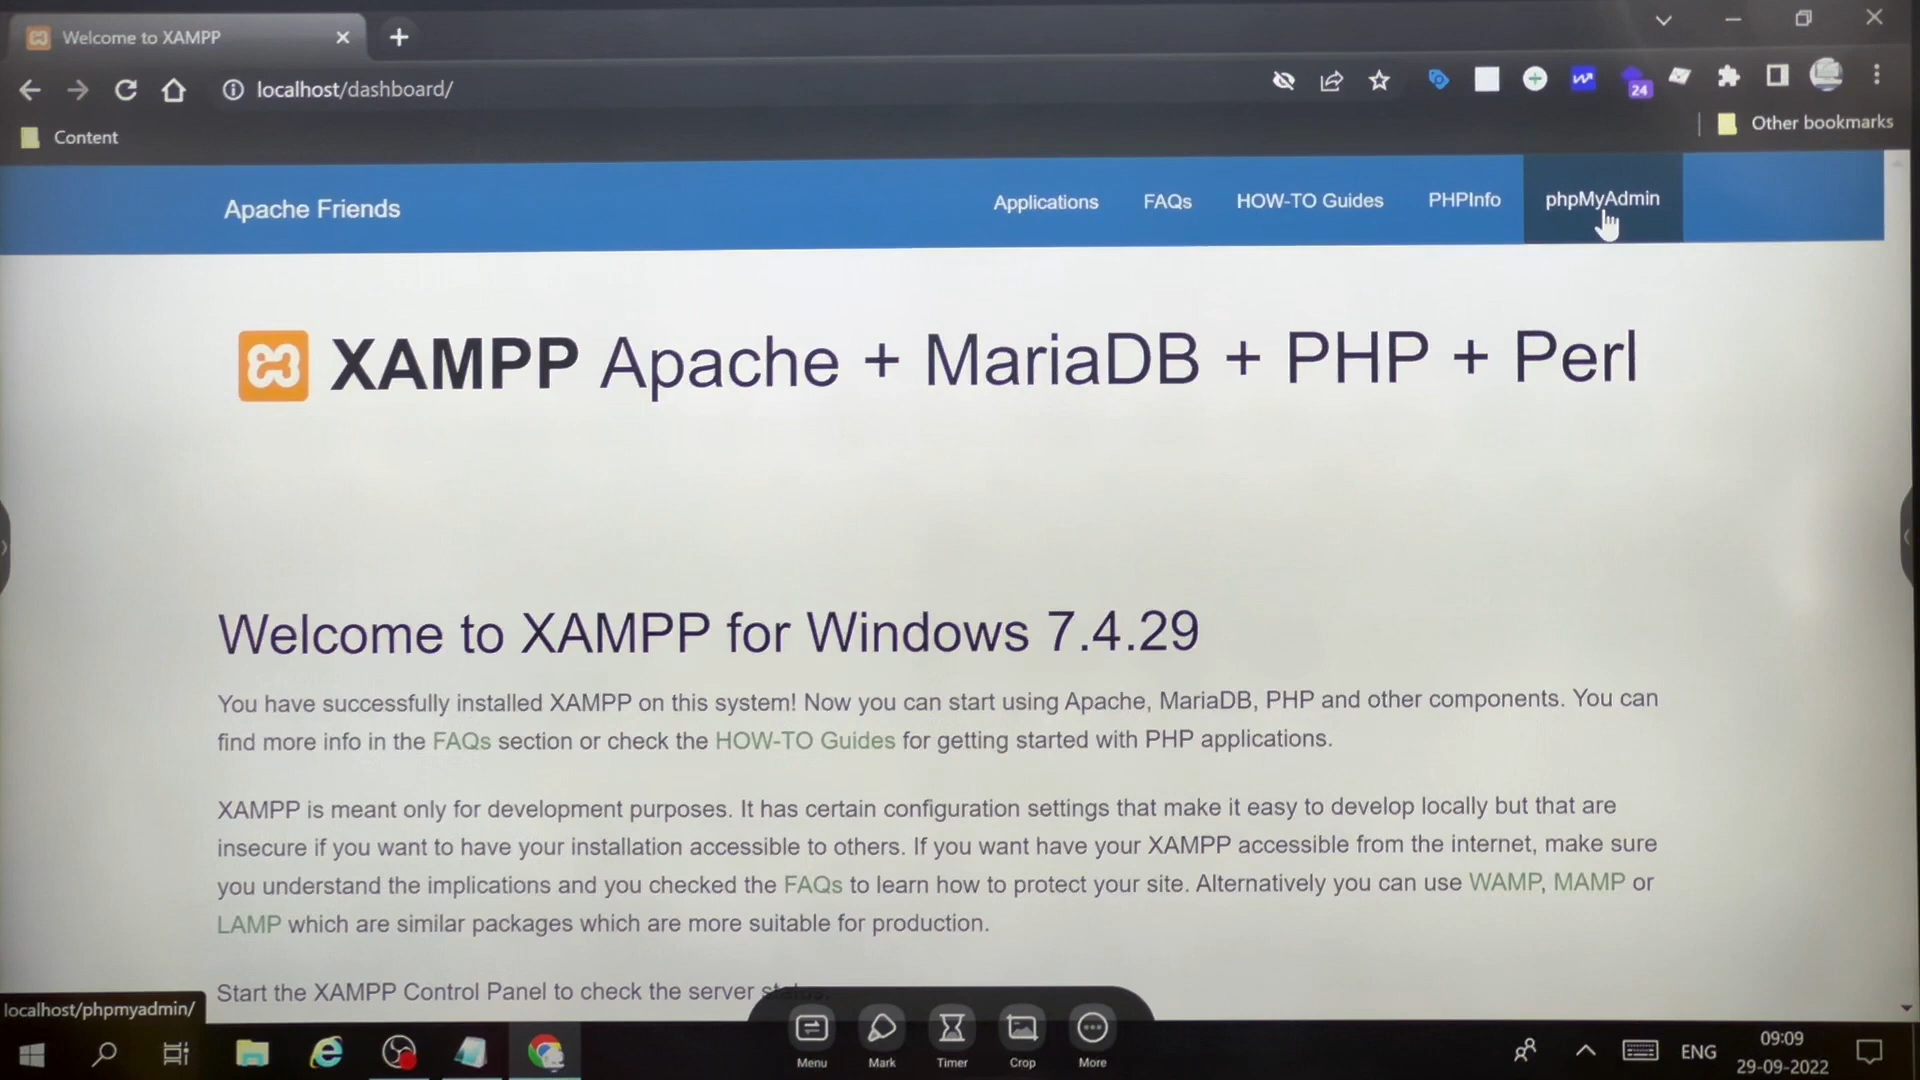 Welcome to XAMPP
localhost/dashboard/
24
Content
Other bookmarks
Apache Friends
Applications
FAQs
HOW-TO Guides
PHPInfo
phpMyAdmin
XAMPP Apache + MariaDB + PHP + Perl
Welcome to XAMPP for Windows 7.4.29
You have successfully installed XAMPP on this system! Now you can start using Apache, MariaDB, PHP and other components. You can
find more info in the FAQs section or check the HOW-TO Guides for getting started with PHP applications.
XAMPP is meant only for development purposes. It has certain configuration settings that make it easy to develop locally but that are
insecure if you want to have your installation accessible to others. If you want have your XAMPP accessible from the internet, make sure
you understand the implications and you checked the FAQs to learn how to protect your site. Alternatively you can use WAMP, MAMP or
LAMP which are similar packages which are more suitable for production.
Start the XAMPP Control Panel to check the server status.
localhost/phpmyadmin/
Menu
Mark
Timer
Crop
More
ENG
09:09
29-09-2022